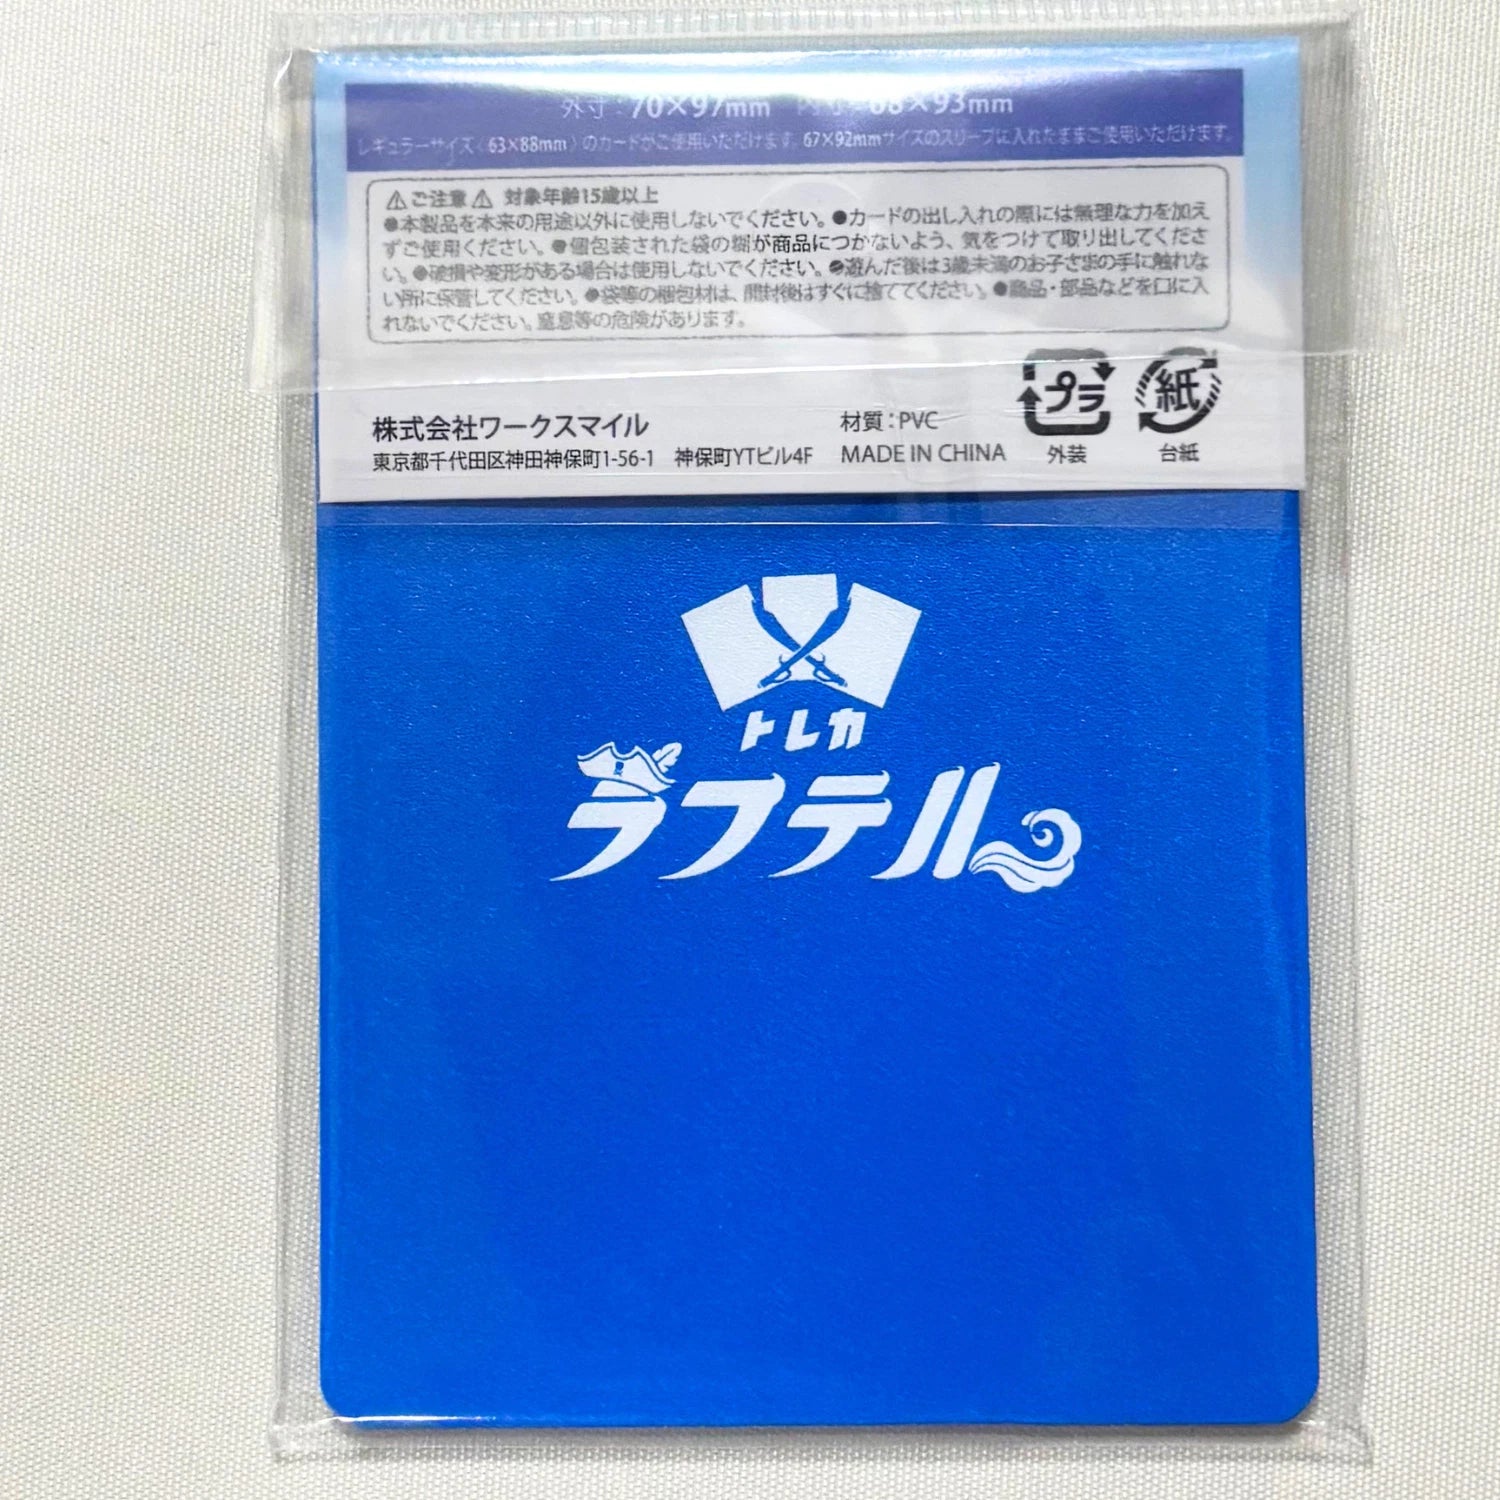 外寸：70×97mm　内寸：68×93mm
レギュラーサイズ（63×88mm）のカードがご使用いただけます。67×92mmサイズのスリーブに入れたままご使用いただけます。
⚠ご注意⚠ 対象年齢15歳以上
●本製品を本来の用途以外に使用しないでください。●カードの出し入れの際には無理な力を加え
ずご使用ください。●個包装された袋の糊が商品につかないよう、気をつけて取り出してくださ
い。●破損や変形がある場合は使用しないでください。●遊んだ後は3歳未満のお子さまの手に触れな
い所に保管してください。●袋等の梱包材は、開封後はすぐに捨ててください。●商品・部品などを口に入
れないでください。窒息等の危険があります。
株式会社ワークスマイル
東京都千代田区神田神保町1-56-1　神保町YTビル4F
材質：PVC
MADE IN CHINA
プラ
外装
紙
台紙
トレカ
ラフテル